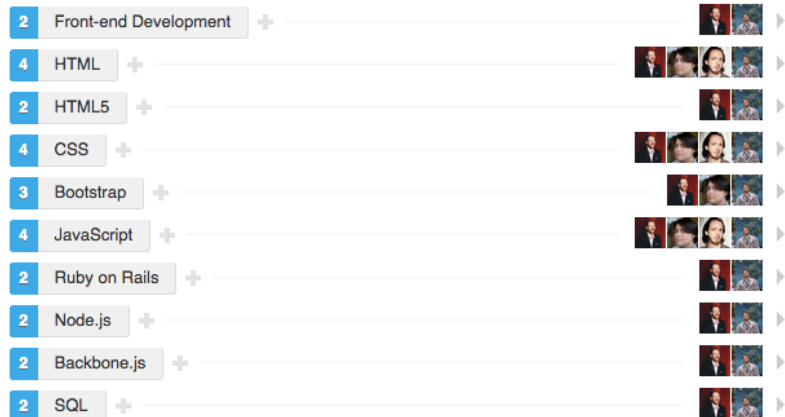 2 Front-end Development
4 HTML
2 HTML5
4 CSS
3 Bootstrap
4 JavaScript
2 Ruby on Rails
2 Node.js
2 Backbone.js
2 SQL